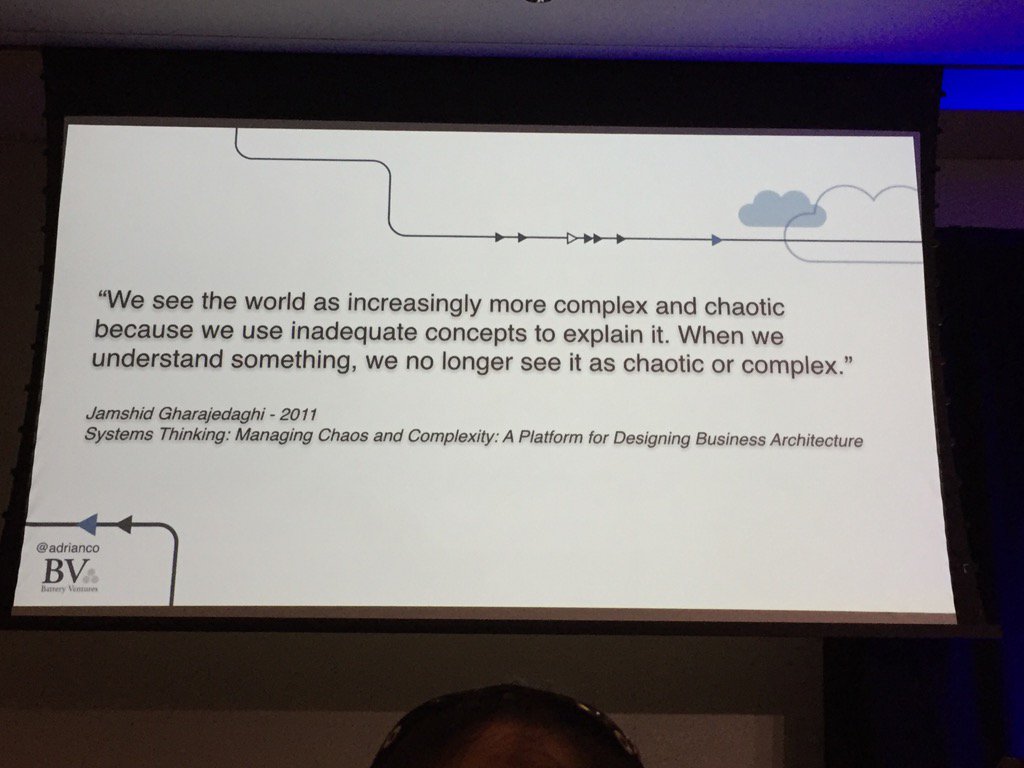 “We see the world as increasingly more complex and chaotic
because we use inadequate concepts to explain it. When we
understand something, we no longer see it as chaotic or complex.”
Jamshid Gharajedaghi - 2011
Systems Thinking: Managing Chaos and Complexity: A Platform for Designing Business Architecture
@adrianco
BV
Battery Ventures